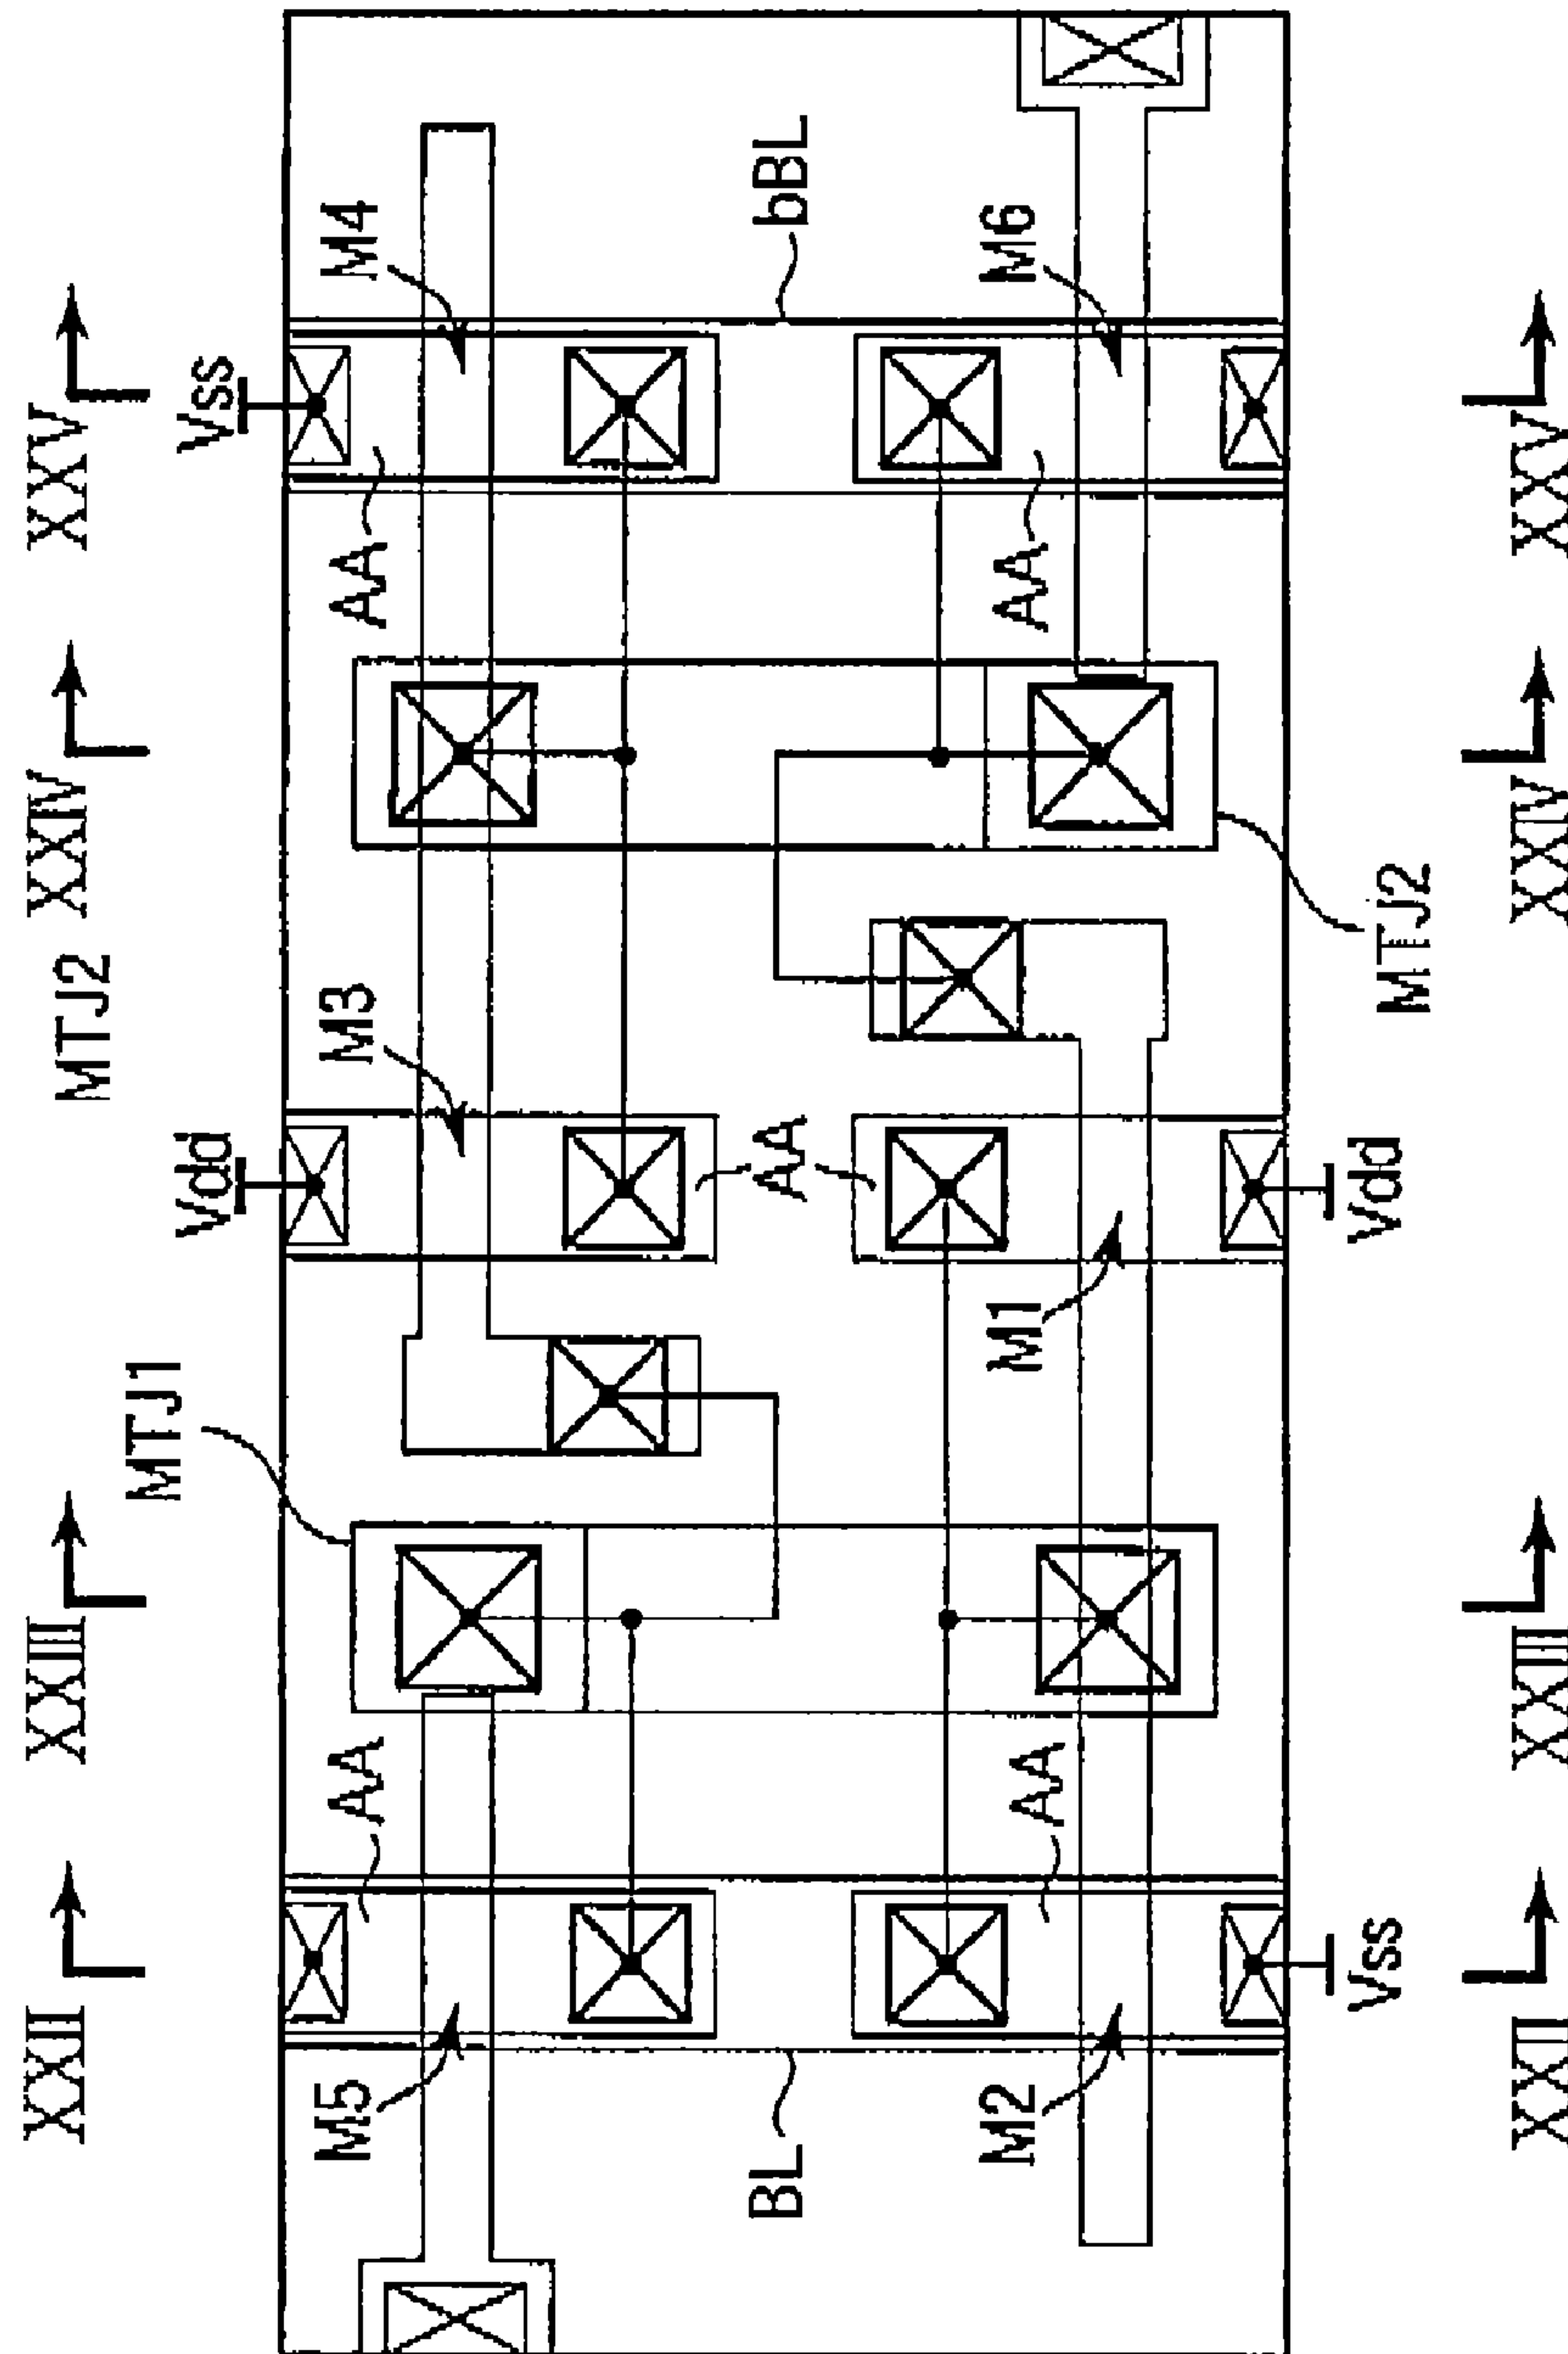 XXII
XXIII
XXIV
XXV
MTJ2
MTJ1
Vdd
Vss
M5
AA
M3
AA
M4
BL
AA
bBL
M2
AA
M1
AA
M6
Vss
Vdd
MTJ2
XXII
XXIII
XXIV
XXV